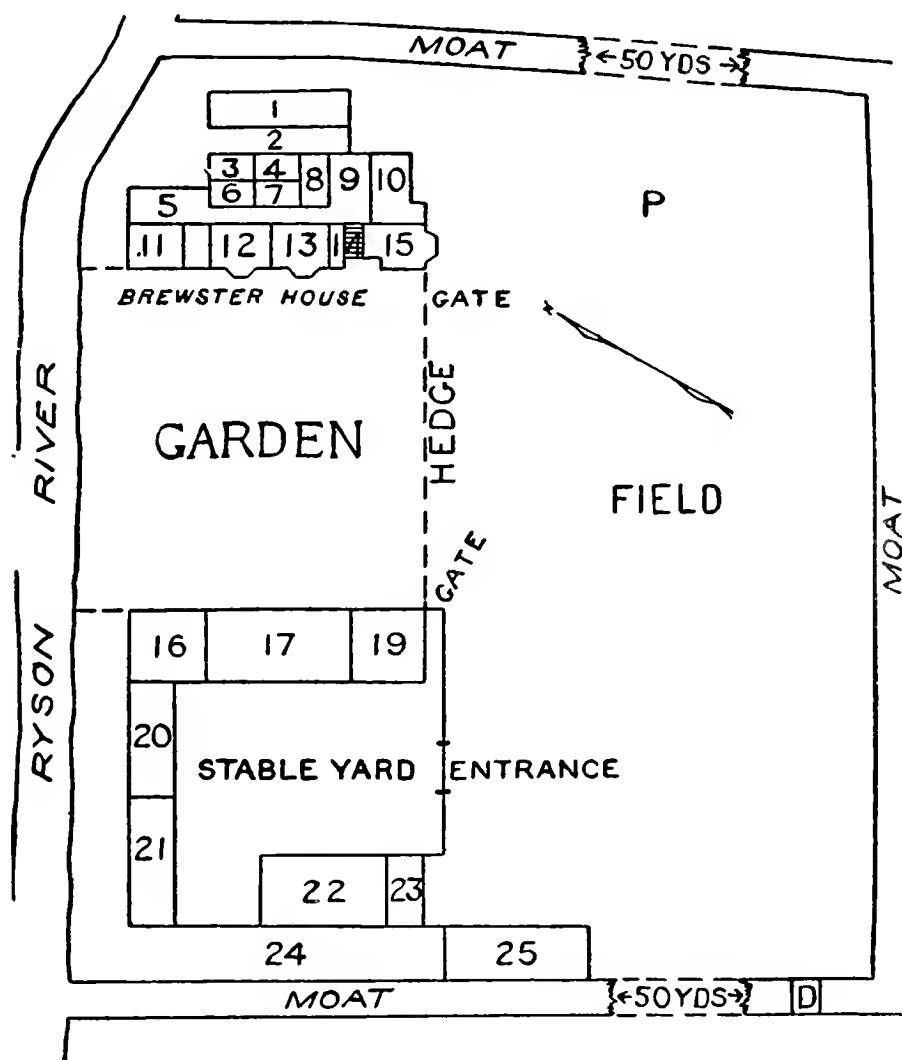 MOAT
←50 YDS→
1
2
3 4 8 9 10
6 7
5
P
.11 12 13 14 15
BREWSTER HOUSE GATE
x
RIVER
GARDEN
HEDGE
FIELD
MOAT
GATE
16 17 19
RYSON
20
STABLE YARD ENTRANCE
21
22 23
24 25
MOAT
←50 YDS→ D